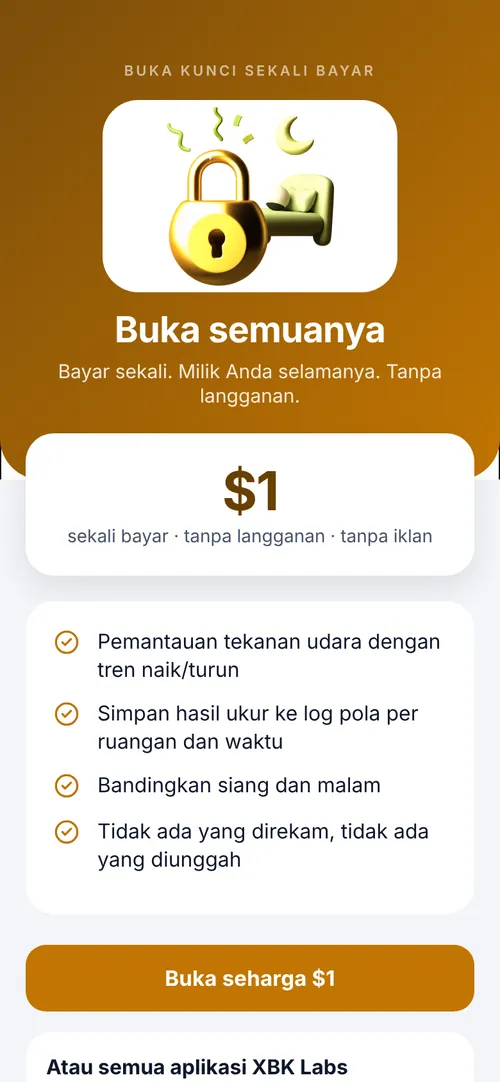 BUKA KUNCI SEKALI BAYAR
Buka semuanya
Bayar sekali. Milik Anda selamanya. Tanpa
langganan.
$1
sekali bayar · tanpa langganan · tanpa iklan
Pemantauan tekanan udara dengan
tren naik/turun
Simpan hasil ukur ke log pola per
ruangan dan waktu
Bandingkan siang dan malam
Tidak ada yang direkam, tidak ada
yang diunggah
Buka seharga $1
Atau semua aplikasi XBK Labs